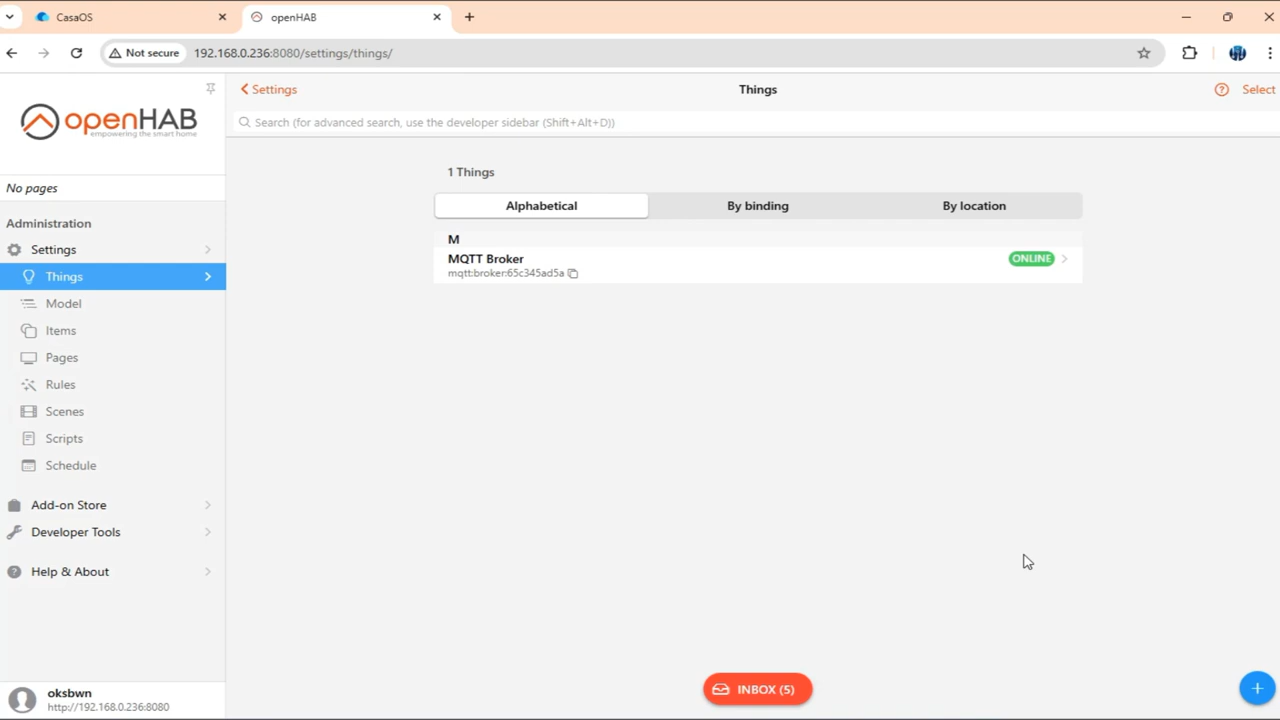 CasaOS
openHAB
Not secure
192.168.0.236:8080/settings/things/
openHAB
empowering the smart home
Settings
Things
Select
Search (for advanced search, use the developer sidebar (Shift+Alt+D))
No pages
Administration
Settings
Things
Model
Items
Pages
Rules
Scenes
Scripts
Schedule
Add-on Store
Developer Tools
Help & About
oksbwn
http://192.168.0.236:8080
1 Things
Alphabetical
By binding
By location
M
MQTT Broker
mqtt:broker:65c345ad5a
ONLINE
INBOX (5)